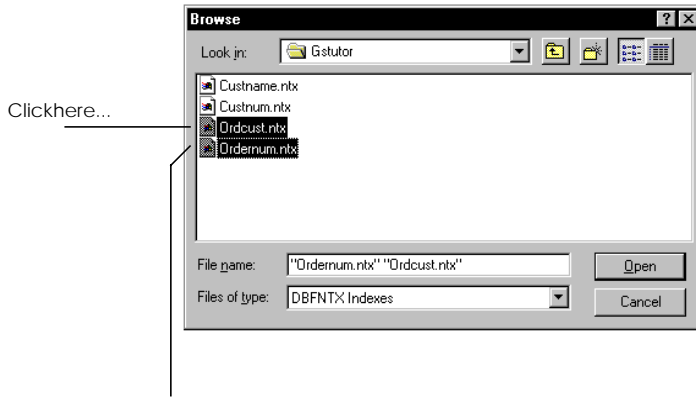 Browse
Look in: Gstutor
Custname.ntx
Custnum.ntx
Clickhere...
Ordcust.ntx
Ordernum.ntx
File name: "Ordernum.ntx" "Ordcust.ntx" Open
Files of type: DBFNTX Indexes Cancel